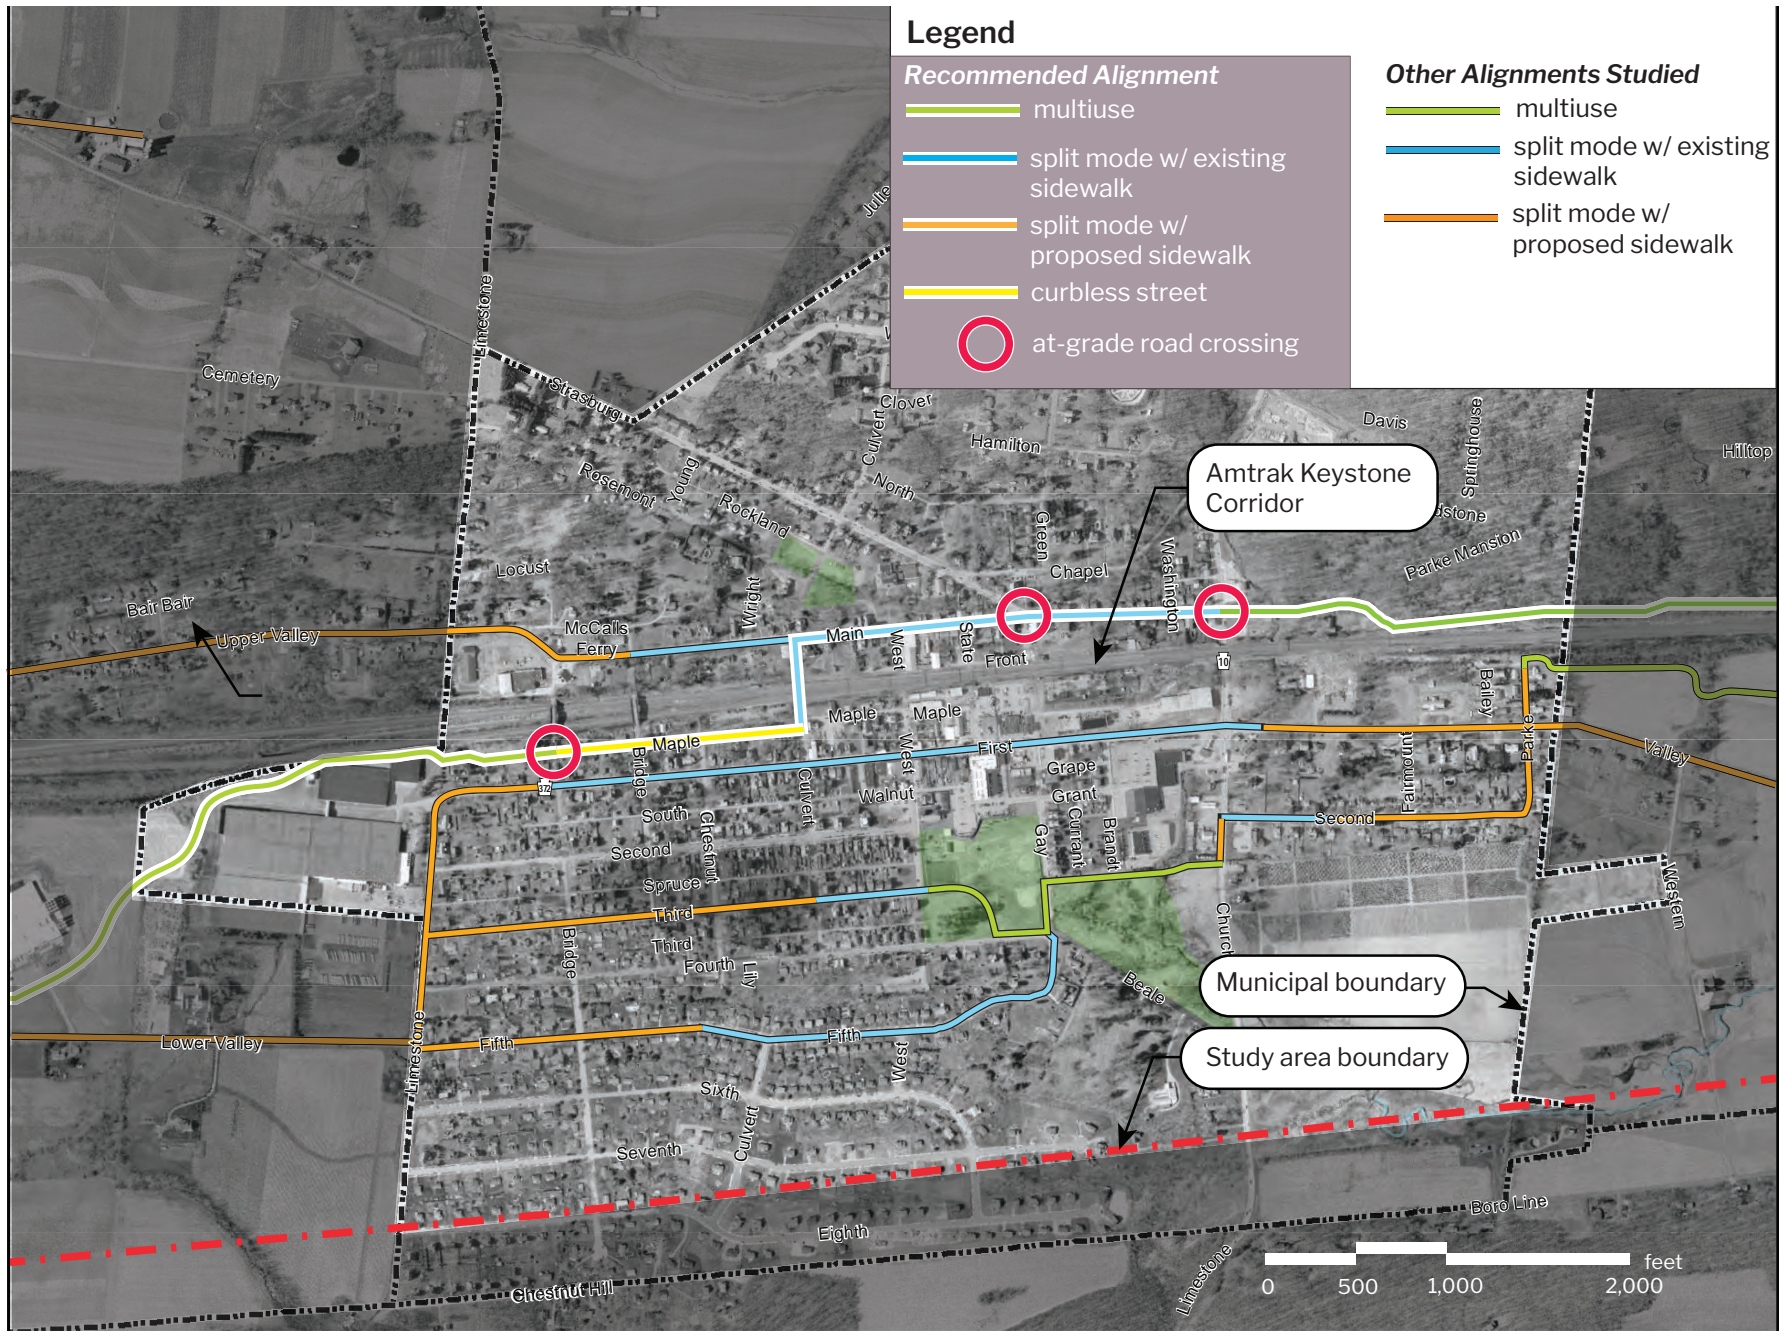 Legend
Recommended Alignment
multiuse
split mode w/ existing
sidewalk
split mode w/
proposed sidewalk
curbless street
at-grade road crossing
Other Alignments Studied
multiuse
split mode w/ existing
sidewalk
split mode w/
proposed sidewalk
Julie
Limestone
Cemetery
Strasburg
Clover
Culvert
Hamilton
Davis
Springhouse
Hilltop
Rosemont
Young
North
Rockland
Amtrak Keystone
Corridor
Green
Washington
Chapel
Parke Mansion
Locust
Wright
Bair Bair
Upper Valley
McCalls
Ferry
Main
West
State
Front
10
Bailey
Parke
Maple
Maple
Maple
First
West
Valley
Bridge
372
Culvert
Grape
Fairmount
Walnut
Grant
South
Chestnut
Gay
Currant
Brandt
Second
Second
Spruce
Western
Third
Church
Third
Bridge
Fourth
Lily
Beale
Municipal boundary
Lower Valley
Limestone
Fifth
Fifth
West
Study area boundary
Sixth
Culvert
Seventh
Eighth
Boro Line
Limestone
Chestnut Hill
feet
0
500
1,000
2,000